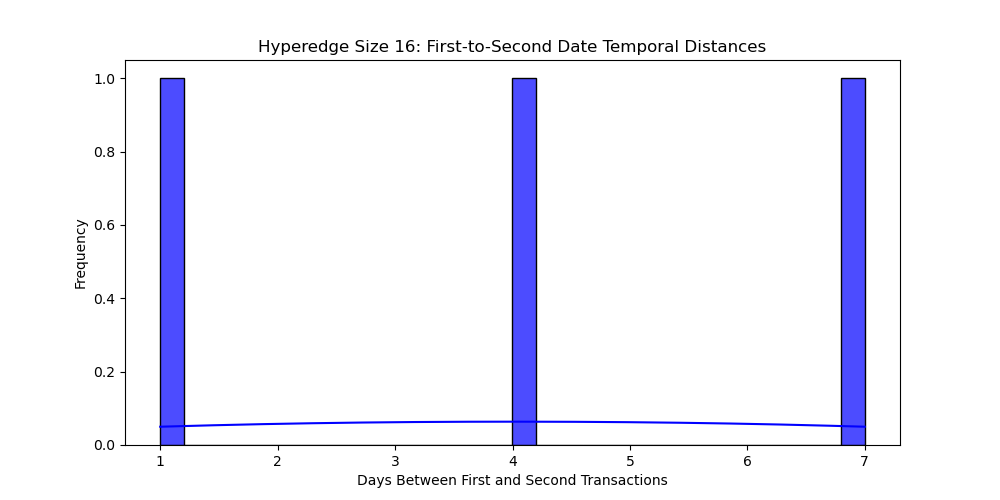 Hyperedge Size 16: First-to-Second Date Temporal Distances
Frequency
1.0
0.8
0.6
0.4
0.2
0.0
1 2 3 4 5 6 7
Days Between First and Second Transactions